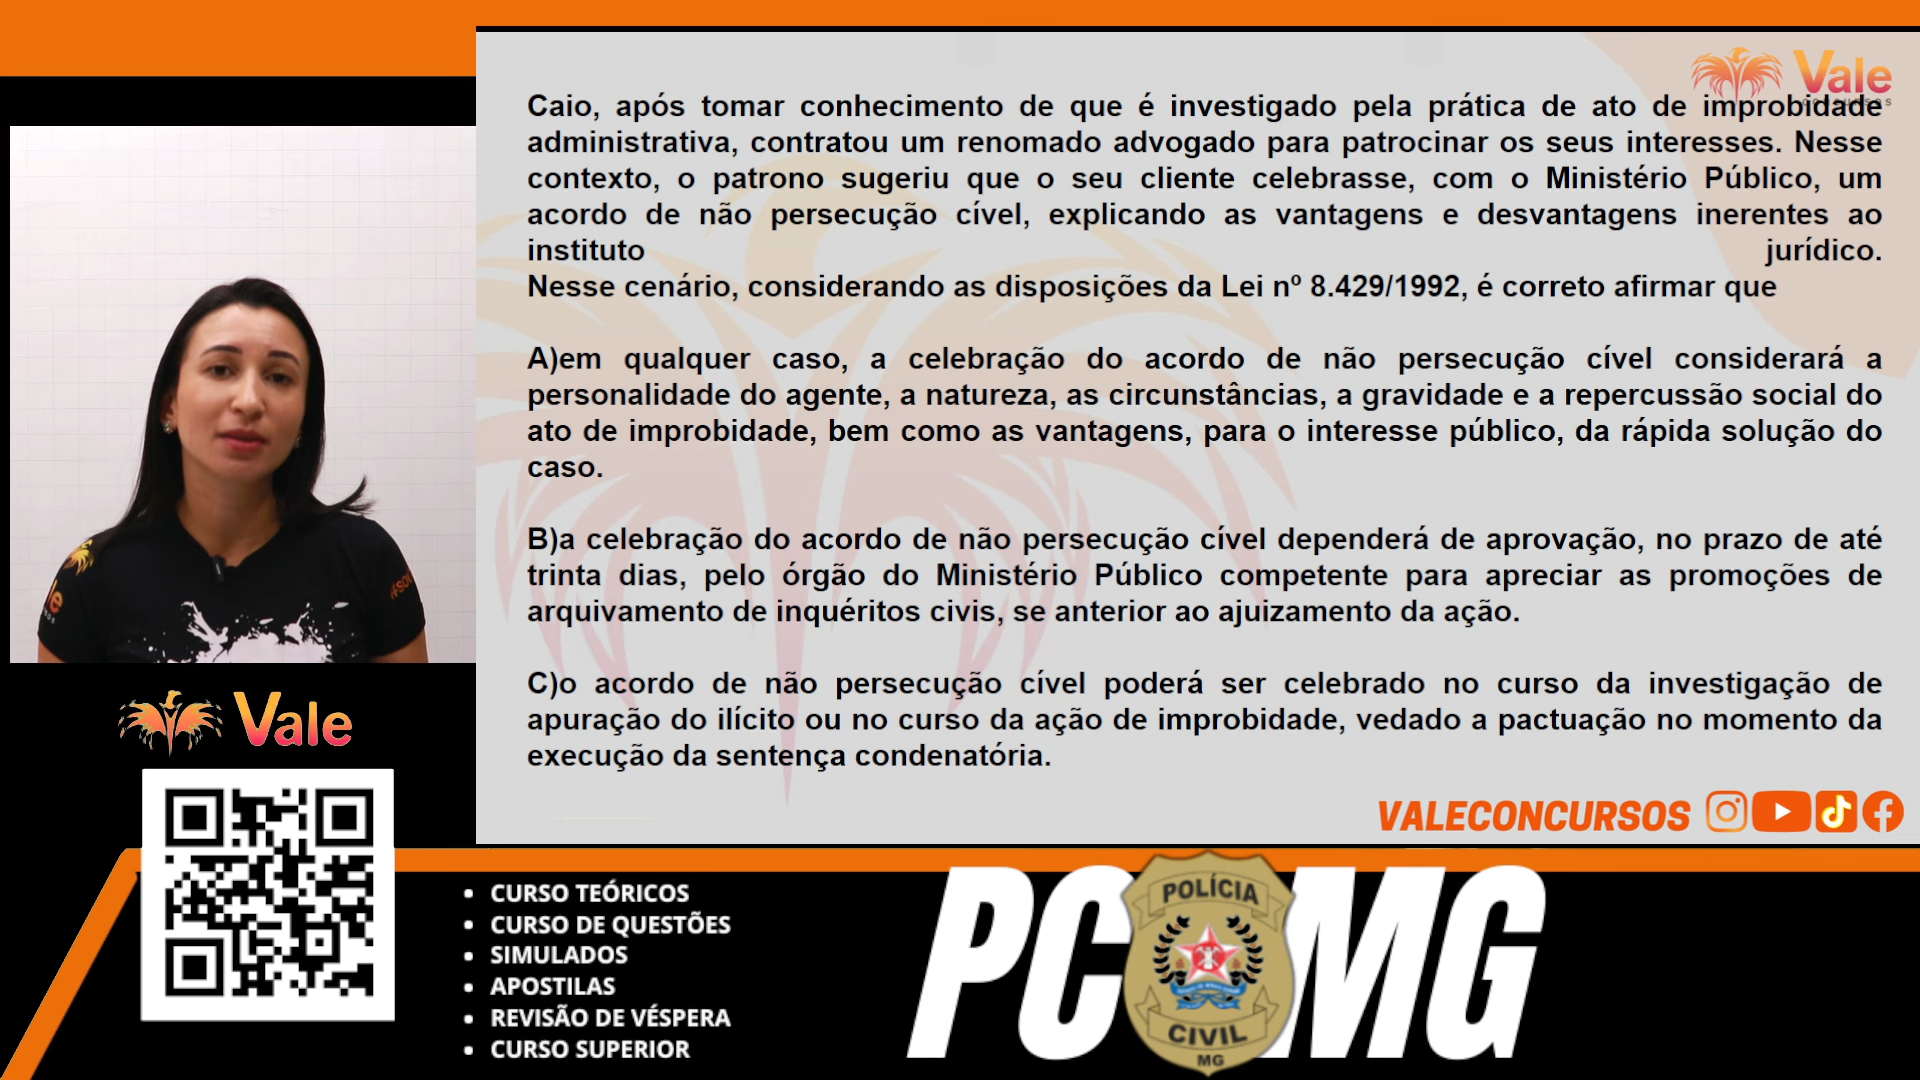 Vale
CONCURSOS
Caio, após tomar conhecimento de que é investigado pela prática de ato de improbidade
administrativa, contratou um renomado advogado para patrocinar os seus interesses. Nesse
contexto, o patrono sugeriu que o seu cliente celebrasse, com o Ministério Público, um
acordo de não persecução cível, explicando as vantagens e desvantagens inerentes ao
instituto jurídico.
Nesse cenário, considerando as disposições da Lei nº 8.429/1992, é correto afirmar que
A)em qualquer caso, a celebração do acordo de não persecução cível considerará a
personalidade do agente, a natureza, as circunstâncias, a gravidade e a repercussão social do
ato de improbidade, bem como as vantagens, para o interesse público, da rápida solução do
caso.
B)a celebração do acordo de não persecução cível dependerá de aprovação, no prazo de até
trinta dias, pelo órgão do Ministério Público competente para apreciar as promoções de
arquivamento de inquéritos civis, se anterior ao ajuizamento da ação.
C)o acordo de não persecução cível poderá ser celebrado no curso da investigação de
apuração do ilícito ou no curso da ação de improbidade, vedado a pactuação no momento da
execução da sentença condenatória.
VALECONCURSOS
Vale
• CURSO TEÓRICOS
• CURSO DE QUESTÕES
• SIMULADOS
• APOSTILAS
• REVISÃO DE VÉSPERA
• CURSO SUPERIOR
PC MG
POLÍCIA
CIVIL
MG